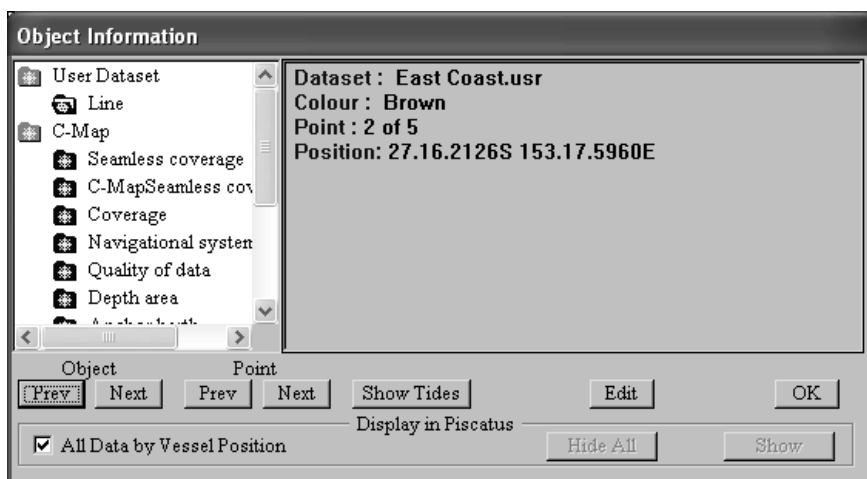 Object Information
User Dataset
Line
C-Map
Seamless coverage
C-MapSeamless cov
Coverage
Navigational system
Quality of data
Depth area
Dataset : East Coast.usr
Colour : Brown
Point : 2 of 5
Position: 27.16.2126S 153.17.5960E
Object Point
Prev Next Prev Next Show Tides Edit OK
Display in Piscatus
All Data by Vessel Position Hide All Show